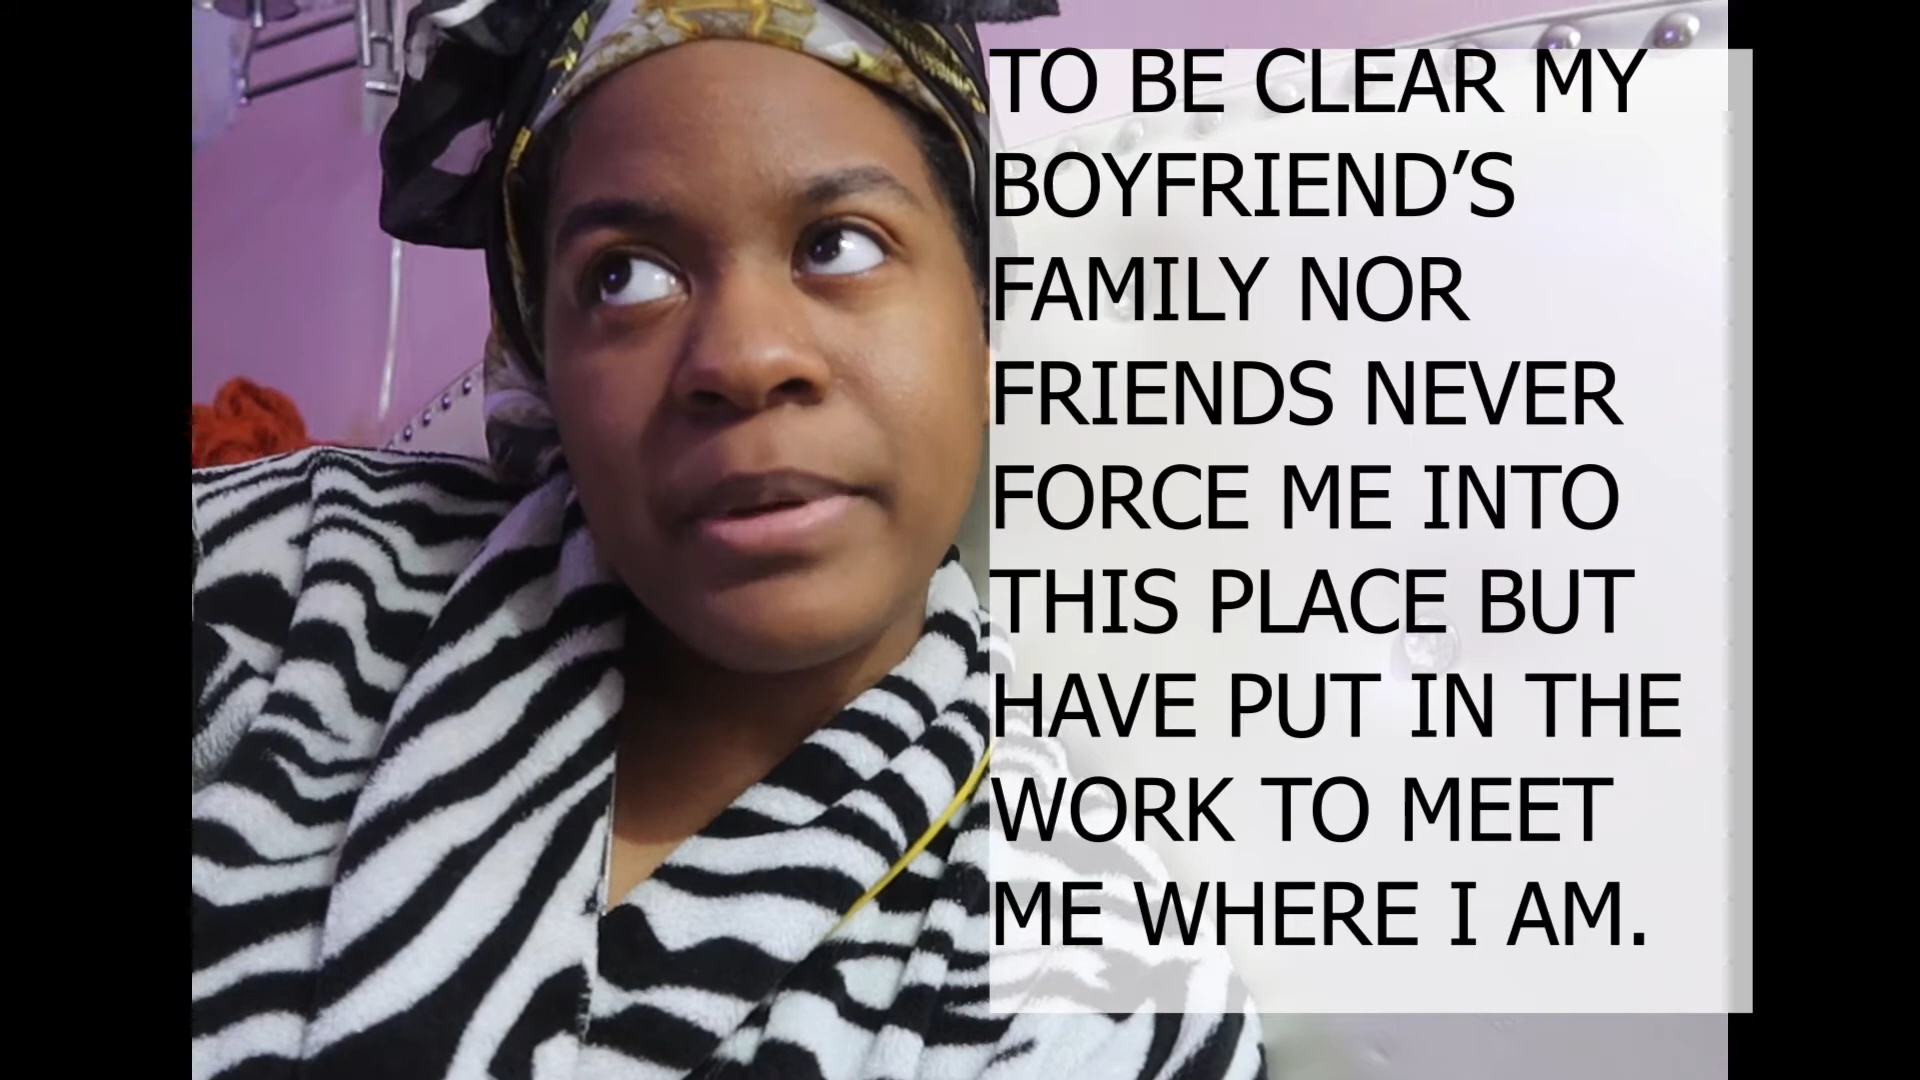 TO BE CLEAR MY
BOYFRIEND’S
FAMILY NOR
FRIENDS NEVER
FORCE ME INTO
THIS PLACE BUT
HAVE PUT IN THE
WORK TO MEET
ME WHERE I AM.